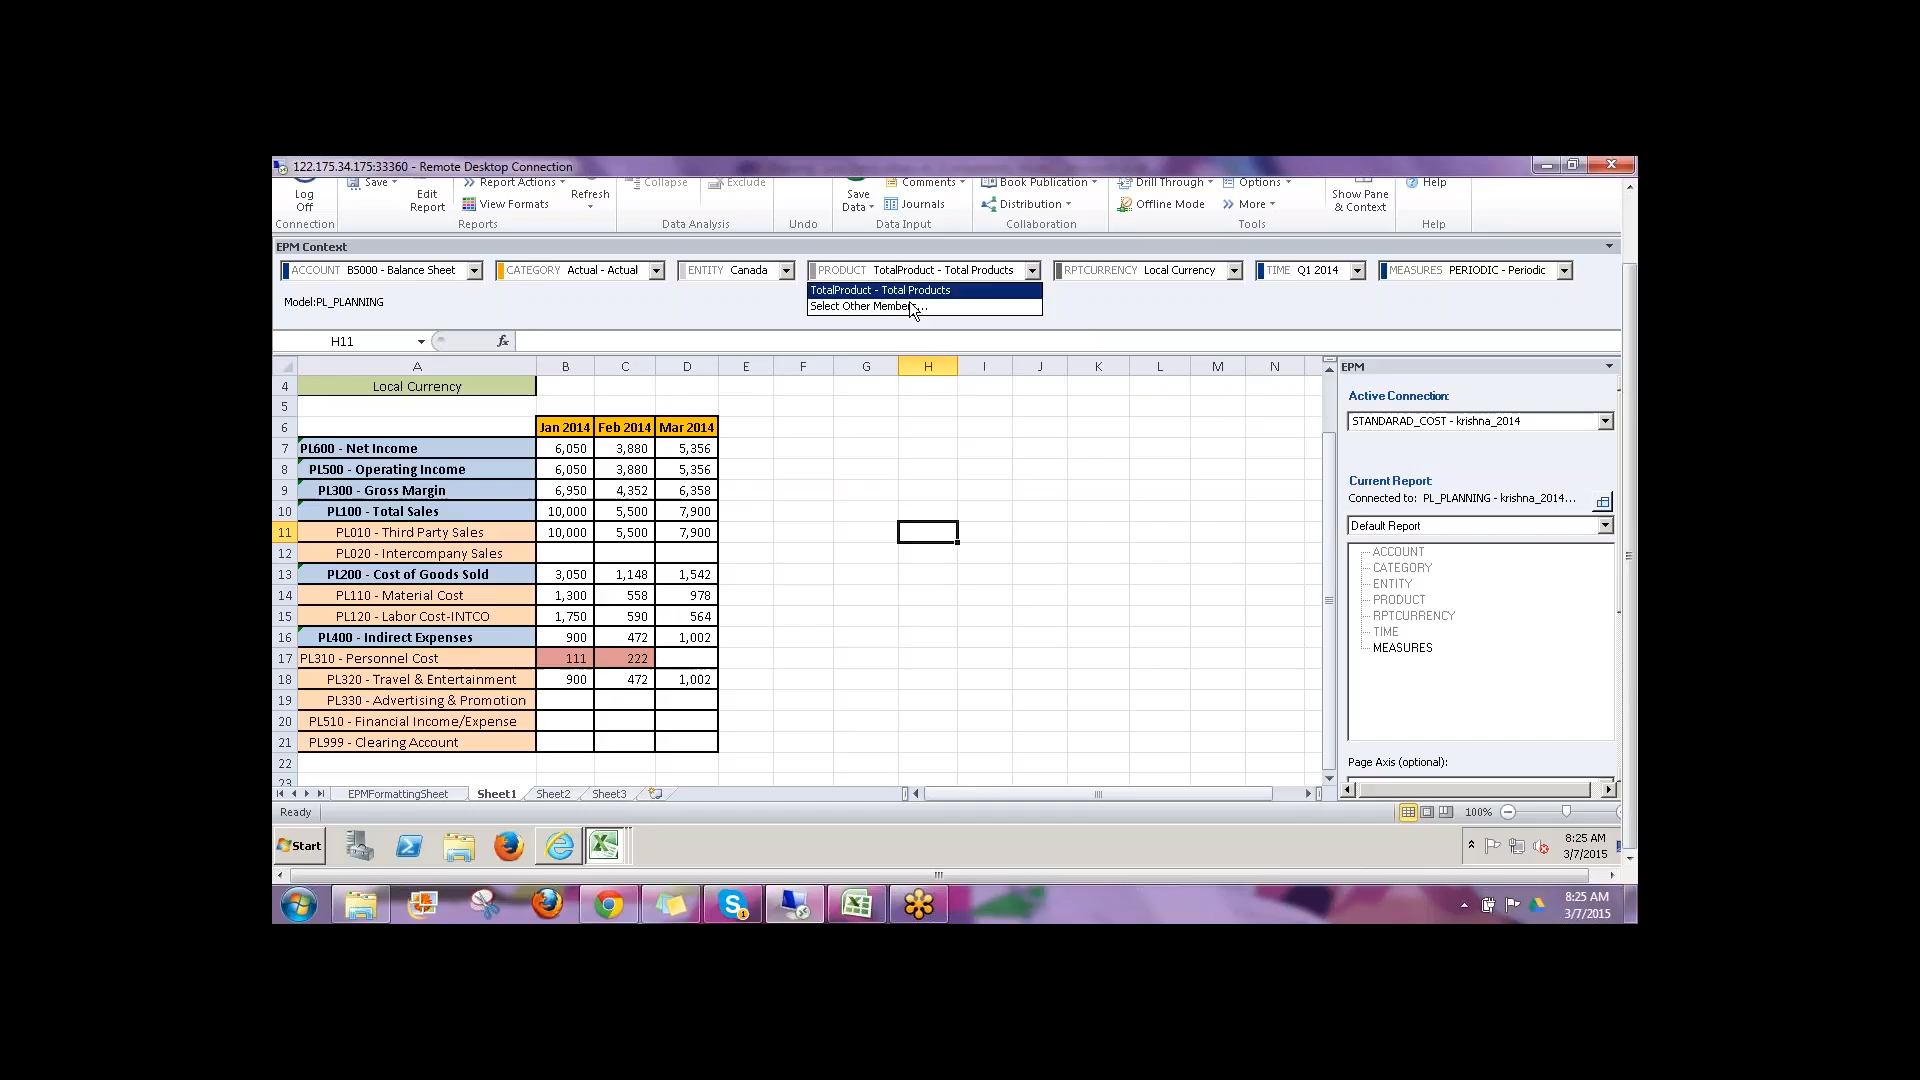 122.175.34.175:33360 - Remote Desktop Connection
Save Report Actions Collapse Exclude Comments Book Publication Drill Through Options Help
Log Off Edit Report Refresh Save Data Show Pane & Context
View Formats Journals Distribution Offline Mode More
Connection Reports Data Analysis Undo Data Input Collaboration Tools Help
EPM Context
ACCOUNT BS000 - Balance Sheet CATEGORY Actual - Actual ENTITY Canada PRODUCT TotalProduct - Total Products RPTCURRENCY Local Currency TIME Q1 2014 MEASURES PERIODIC - Periodic
TotalProduct - Total Products
Model:PL_PLANNING
Select Other Member...
H11 fx
A B C D E F G H I J K L M N
4 Local Currency
5
6 Jan 2014 Feb 2014 Mar 2014
7 PL600 - Net Income 6,050 3,880 5,356
8 PL500 - Operating Income 6,050 3,880 5,356
9 PL300 - Gross Margin 6,950 4,352 6,358
10 PL100 - Total Sales 10,000 5,500 7,900
11 PL010 - Third Party Sales 10,000 5,500 7,900
12 PL020 - Intercompany Sales
13 PL200 - Cost of Goods Sold 3,050 1,148 1,542
14 PL110 - Material Cost 1,300 558 978
15 PL120 - Labor Cost-INTCO 1,750 590 564
16 PL400 - Indirect Expenses 900 472 1,002
17 PL310 - Personnel Cost 111 222
18 PL320 - Travel & Entertainment 900 472 1,002
19 PL330 - Advertising & Promotion
20 PL510 - Financial Income/Expense
21 PL999 - Clearing Account
22
23
EPM
Active Connection:
STANDARAD_COST - krishna_2014
Current Report:
Connected to: PL_PLANNING - krishna_2014...
Default Report
ACCOUNT
CATEGORY
ENTITY
PRODUCT
RPTCURRENCY
TIME
MEASURES
Page Axis (optional):
EPMFormattingSheet Sheet1 Sheet2 Sheet3
Ready 100%
Start 8:25 AM
3/7/2015
8:25 AM
3/7/2015